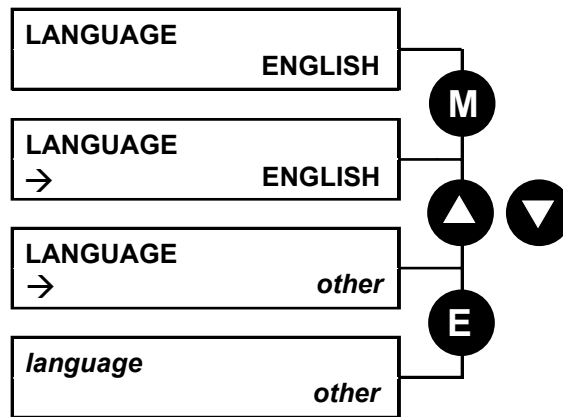 LANGUAGE
ENGLISH
M
LANGUAGE
→ ENGLISH
LANGUAGE
→ other
E
language
other